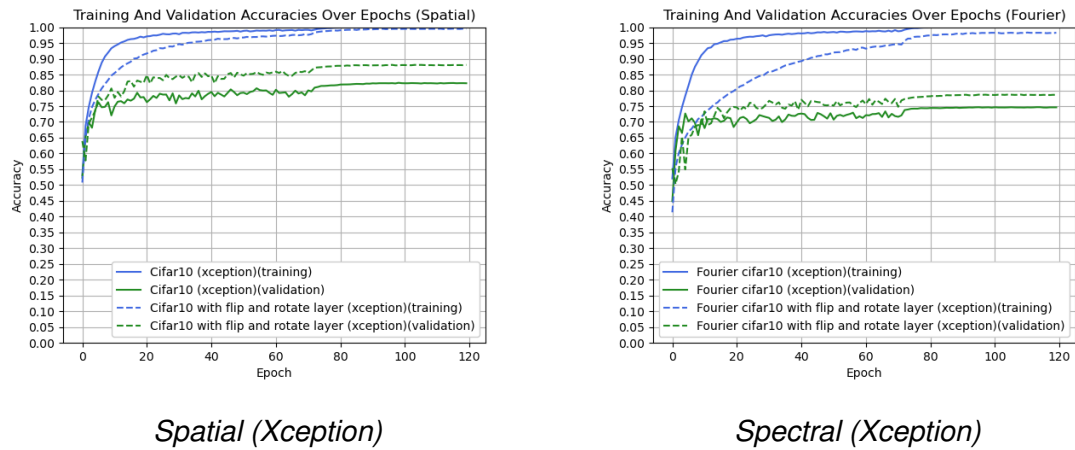 Training And Validation Accuracies Over Epochs (Spatial)
1.00
0.95
0.90
0.85
0.80
0.75
0.70
0.65
0.60
0.55
0.50
0.45
0.40
0.35
0.30
0.25
0.20
0.15
0.10
0.05
0.00
Accuracy
Cifar10 (xception)(training)
Cifar10 (xception)(validation)
Cifar10 with flip and rotate layer (xception)(training)
Cifar10 with flip and rotate layer (xception)(validation)
0 20 40 60 80 100 120
Epoch
Spatial (Xception)
Training And Validation Accuracies Over Epochs (Fourier)
1.00
0.95
0.90
0.85
0.80
0.75
0.70
0.65
0.60
0.55
0.50
0.45
0.40
0.35
0.30
0.25
0.20
0.15
0.10
0.05
0.00
Accuracy
Fourier cifar10 (xception)(training)
Fourier cifar10 (xception)(validation)
Fourier cifar10 with flip and rotate layer (xception)(training)
Fourier cifar10 with flip and rotate layer (xception)(validation)
0 20 40 60 80 100 120
Epoch
Spectral (Xception)